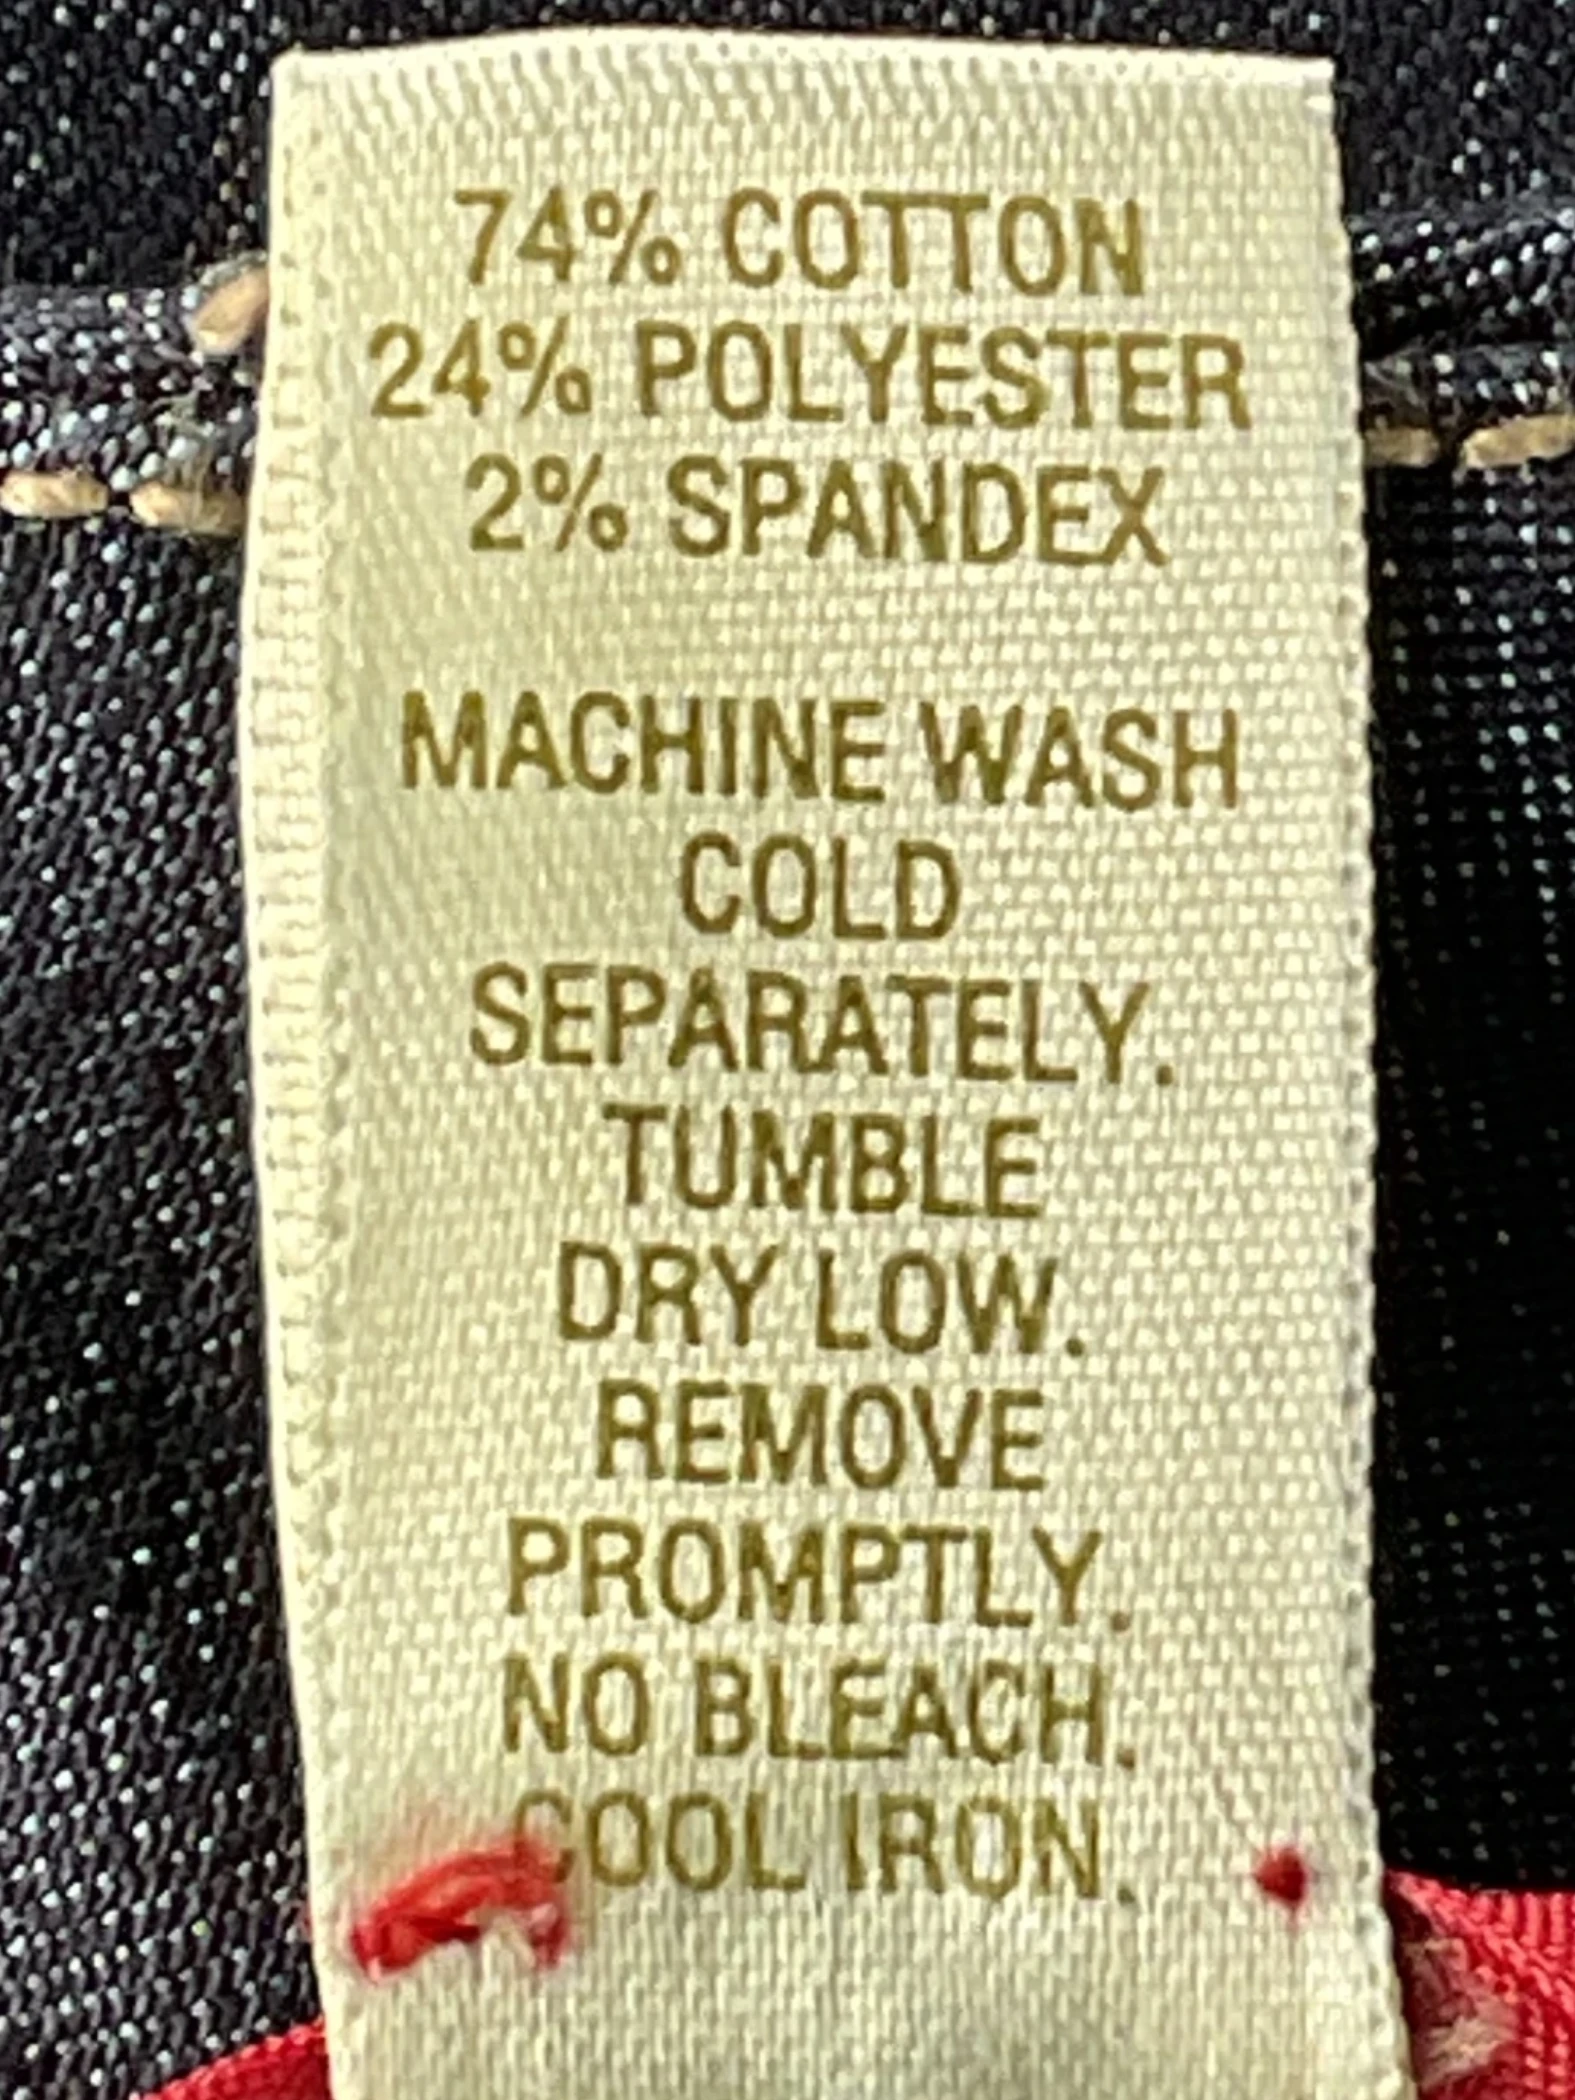 74% COTTON
24% POLYESTER
2% SPANDEX
MACHINE WASH
COLD
SEPARATELY.
TUMBLE
DRY LOW.
REMOVE
PROMPTLY.
NO BLEACH.
COOL IRON.